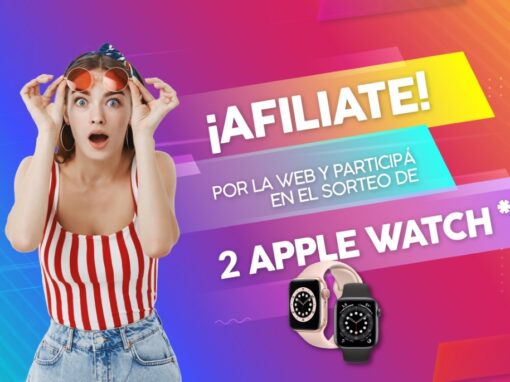 ¡AFILIATE!
POR LA WEB Y PARTICIPÁ
EN EL SORTEO DE
2 APPLE WATCH *